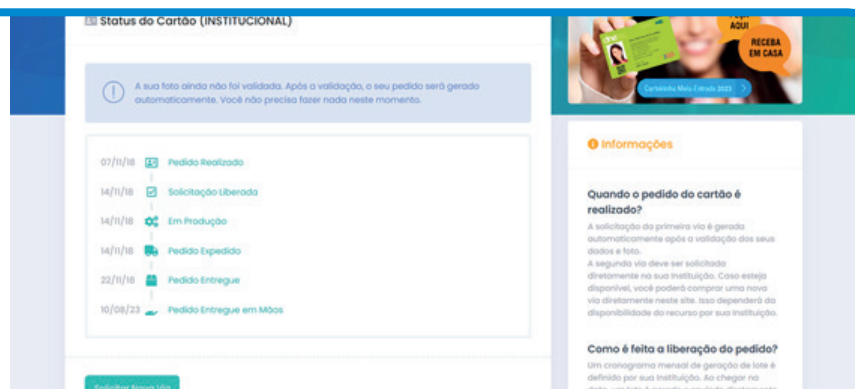 Status do Cartão (INSTITUCIONAL)
A sua foto ainda não foi validada. Após a validação, o seu pedido será gerado
automaticamente. Você não precisa fazer nada neste momento.
07/11/18 Pedido Realizado
14/11/18 Solicitação Liberada
14/11/18 Em Produção
14/11/18 Pedido Expedido
22/11/18 Pedido Entregue
10/08/23 Pedido Entregue em Mãos
Solicitar Nova Via
AQUI
RECEBA
EM CASA
Carteirinha Meia-Entrada 2023
Informações
Quando o pedido do cartão é
realizado?
A solicitação da primeira via é gerada
automaticamente após a validação dos seus
dados e foto.
A segunda via deve ser solicitada
diretamente na sua Instituição. Caso esteja
disponível, você poderá comprar uma nova
via diretamente neste site. Isso dependerá da
disponibilidade do recurso por sua Instituição.
Como é feita a liberação do pedido?
Um cronograma mensal de geração de lote é
definido por sua Instituição. Ao chegar na